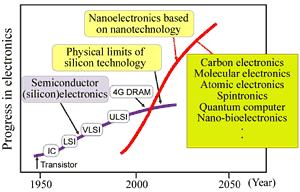 Nanoelectronics based
on nanotechnology
Physical limits of
silicon technology
Semiconductor
(silicon)electronics
4G DRAM
ULSI
VLSI
LSI
IC
Transistor
Carbon electronics
Molecular electronics
Atomic electronics
Spintronics
Quantum computer
Nano-bioelectronics
:
.
Progress in electronics
1950
2000
2050
(Year)